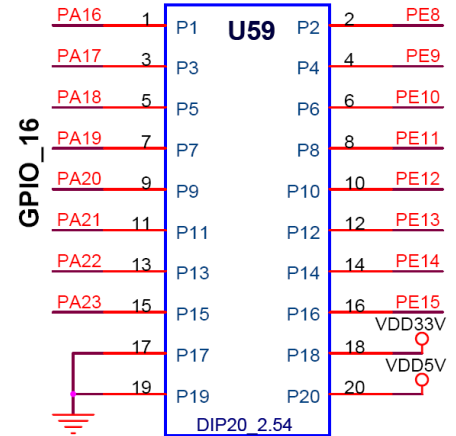 PA16 1 P1 U59 P2 2 PE8
PA17 3 P3 P4 4 PE9
PA18 5 P5 P6 6 PE10
PA19 7 P7 P8 8 PE11
PA20 9 P9 P10 10 PE12
PA21 11 P11 P12 12 PE13
PA22 13 P13 P14 14 PE14
PA23 15 P15 P16 16 PE15
VDD33V
17 P17 P18 18
VDD5V
19 P19 P20 20
DIP20_2.54
GPIO_16